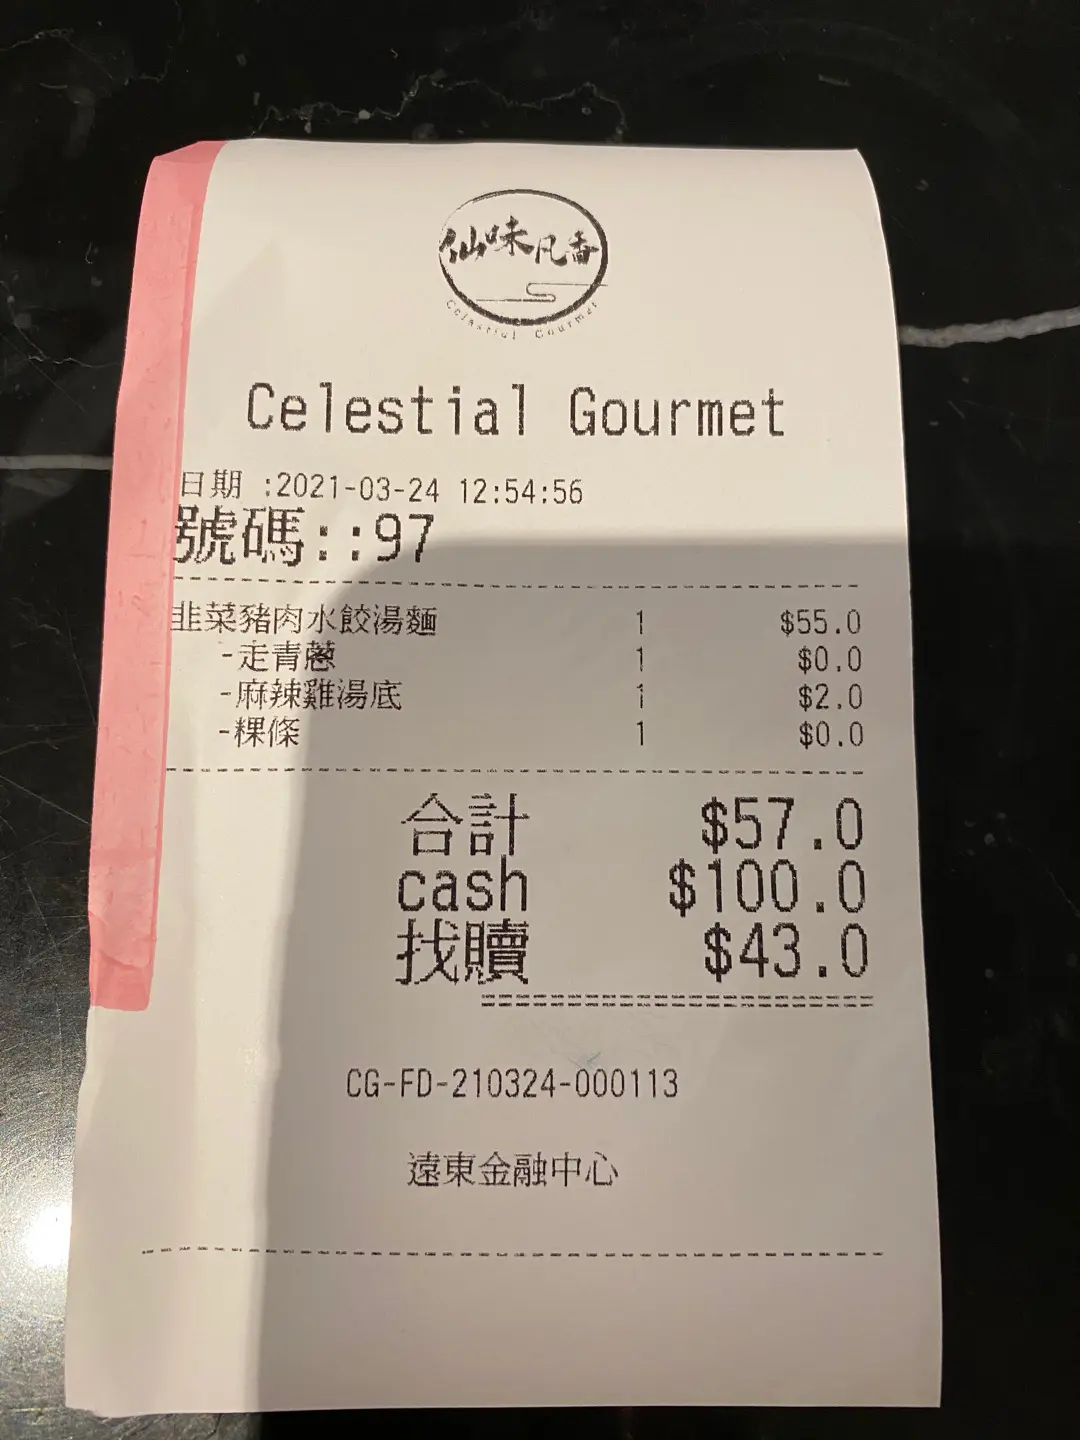 仙味凡香
Celestial Gourmet
Celestial Gourmet
日期 :2021-03-24 12:54:56
號碼::97
韭菜豬肉水餃湯麵 1 $55.0
-走青蔥 1 $0.0
-麻辣雞湯底 1 $2.0
-粿條 1 $0.0
合計 $57.0
cash $100.0
找贖 $43.0
CG-FD-210324-000113
遠東金融中心